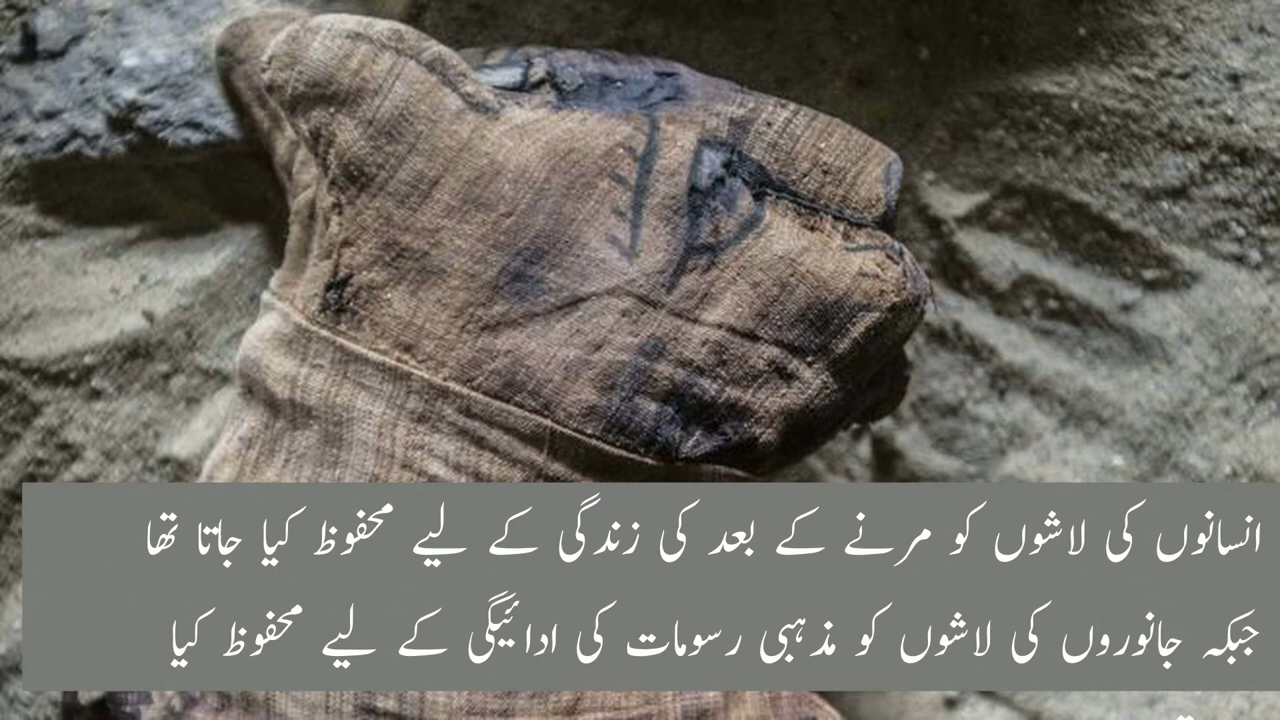 انسانوں کی لاشوں کو مرنے کے بعد کی زندگی کے لیے محفوظ کیا جاتا تھا
جبکہ جانوروں کی لاشوں کو مذہبی رسومات کی ادائیگی کے لیے محفوظ کیا